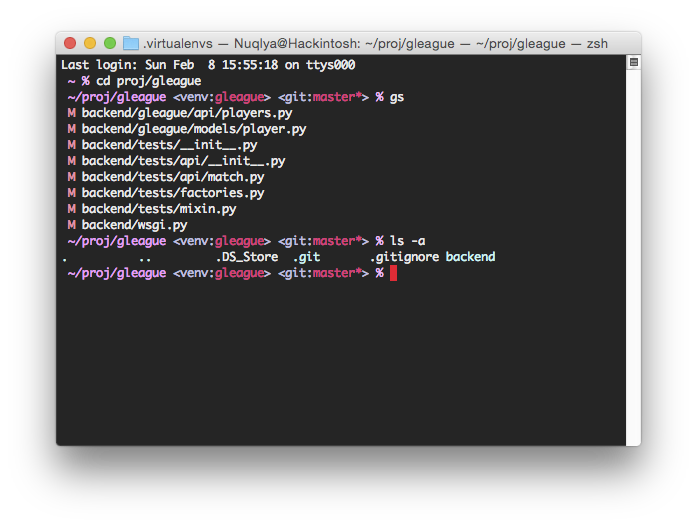 .virtualenvs — Nuqlya@Hackintosh: ~/proj/gleague — ~/proj/gleague — zsh
Last login: Sun Feb  8 15:55:18 on ttys000
~ % cd proj/gleague
~/proj/gleague <venv:gleague> <git:master*> % gs
M backend/gleague/api/players.py
M backend/gleague/models/player.py
M backend/tests/__init__.py
M backend/tests/api/__init__.py
M backend/tests/api/match.py
M backend/tests/factories.py
M backend/tests/mixin.py
M backend/wsgi.py
~/proj/gleague <venv:gleague> <git:master*> % ls -a
.          ..         .DS_Store  .git       .gitignore backend
~/proj/gleague <venv:gleague> <git:master*> %